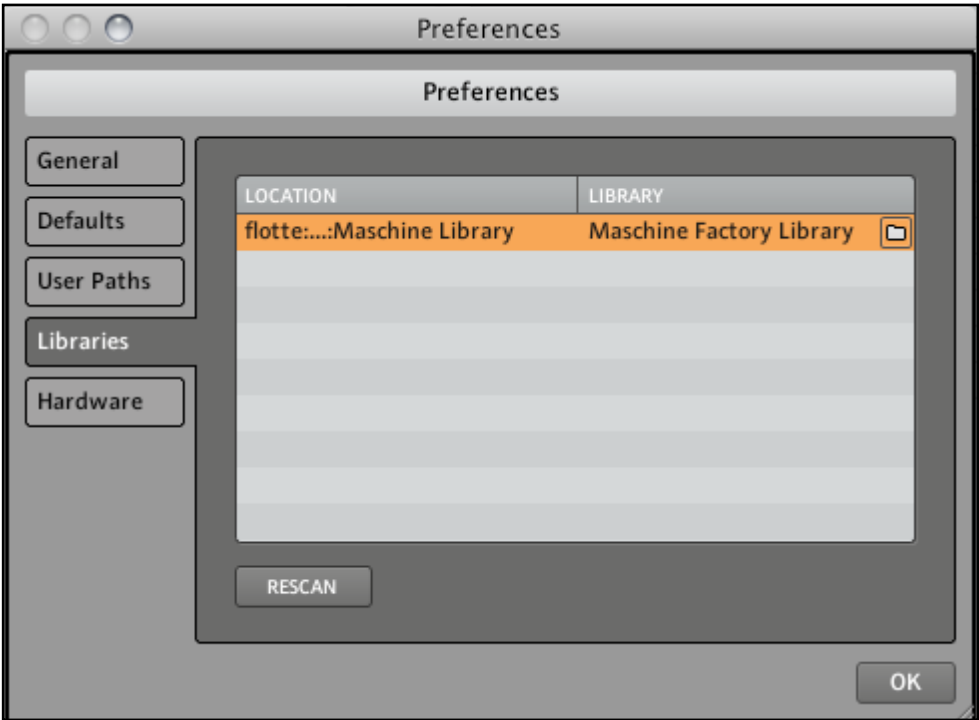 Preferences
Preferences
General
Defaults
User Paths
Libraries
Hardware
LOCATION LIBRARY
flotte:...:Maschine Library Maschine Factory Library
RESCAN
OK